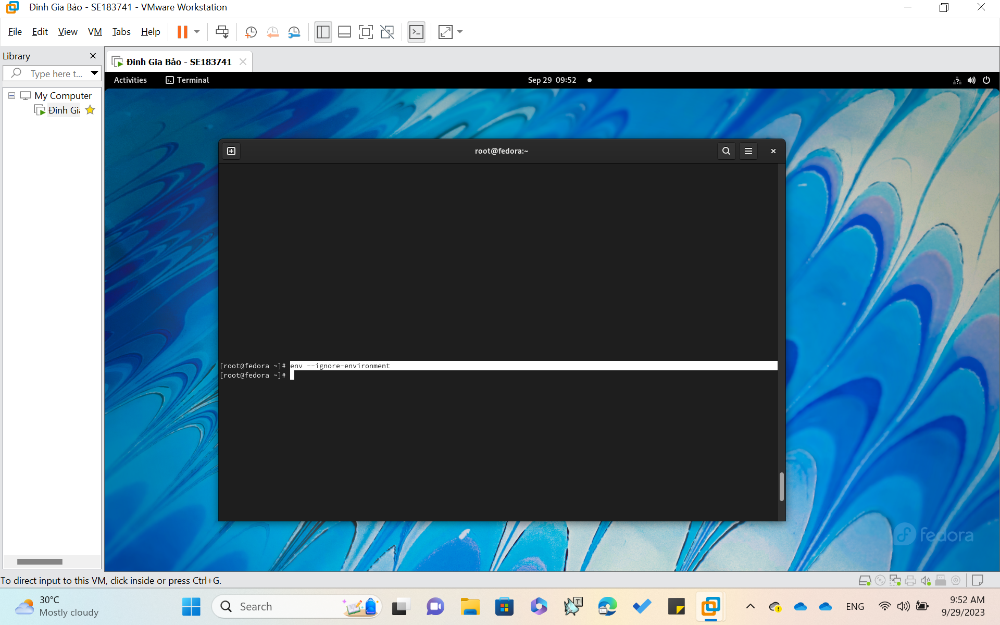 Đinh Gia Bảo - SE183741 - VMware Workstation
File Edit View VM Tabs Help
Library
Type here t...
My Computer
Đinh Gi
Đinh Gia Bảo - SE183741
Activities Terminal Sep 29 09:52
root@fedora:~
[root@fedora ~]# env --ignore-environment
[root@fedora ~]#
fedora
To direct input to this VM, click inside or press Ctrl+G.
30°C
Mostly cloudy
Search
ENG
9:52 AM
9/29/2023